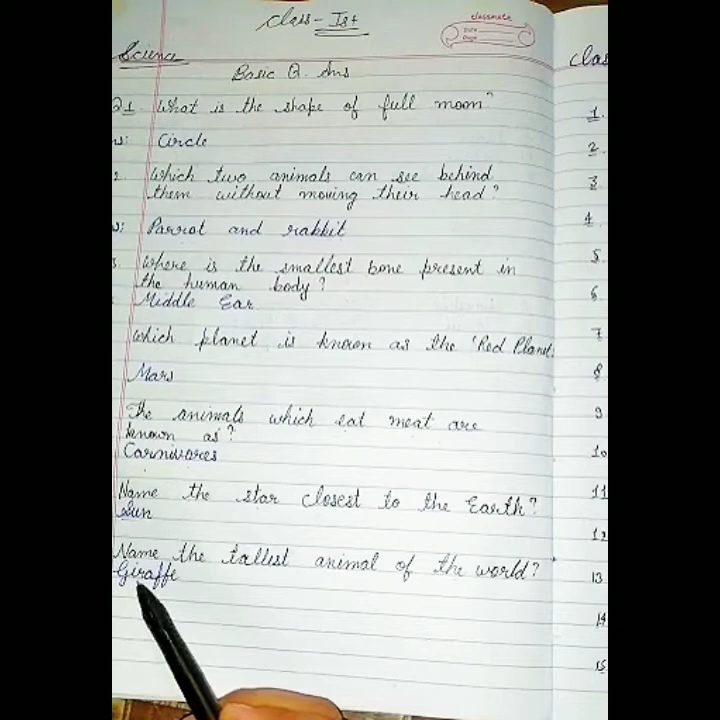 Class - Ist
classmate
Date
Page
Science
Basic Q. Ans
Q1. What is the shape of full moon?
ns: Circle
2. Which two animals can see behind
them without moving their head?
s: Parrot and rabbit
3. Where is the smallest bone present in
the human body?
Middle Ear
Which planet is known as the 'Red Planet
Mars
The animals which eat meat are
known as?
Carnivores
Name the star closest to the Earth?
Sun
Name the tallest animal of the world?
Giraffe
Clas
1.
2.
3
4.
5.
6
7
8
9
10
11
12
13
14
15